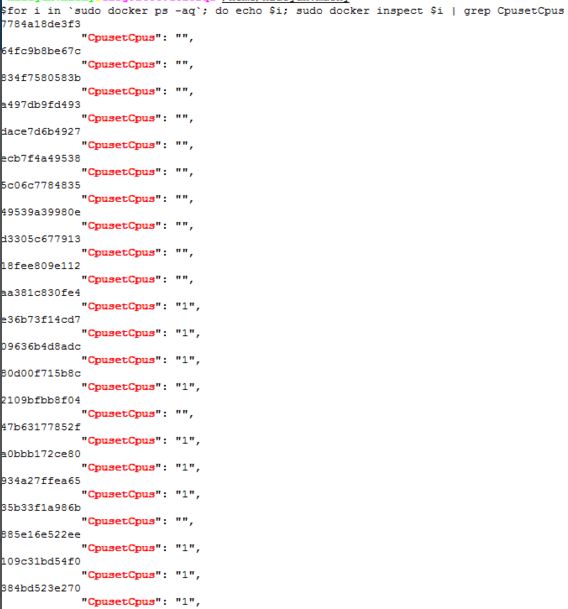 $for i in `sudo docker ps -aq`; do echo $i; sudo docker inspect $i | grep CpusetCpus
7784a18de3f3
"CpusetCpus": "",
64fc9b8be67c
"CpusetCpus": "",
834f7580583b
"CpusetCpus": "",
a497db9fd493
"CpusetCpus": "",
dace7d6b4927
"CpusetCpus": "",
ecb7f4a49538
"CpusetCpus": "",
5c06c7784835
"CpusetCpus": "",
49539a39980e
"CpusetCpus": "",
d3305c677913
"CpusetCpus": "",
18fee809e112
"CpusetCpus": "",
aa381c830fe4
"CpusetCpus": "1",
e36b73f14cd7
"CpusetCpus": "1",
09636b4d8adc
"CpusetCpus": "1",
80d00f715b8c
"CpusetCpus": "1",
2109bfbb8f04
"CpusetCpus": "",
47b63177852f
"CpusetCpus": "1",
a0bbb172ce80
"CpusetCpus": "1",
934a27ffea65
"CpusetCpus": "1",
35b33f1a986b
"CpusetCpus": "",
885e16e522ee
"CpusetCpus": "1",
109c31bd54f0
"CpusetCpus": "1",
384bd523e270
"CpusetCpus": "1",